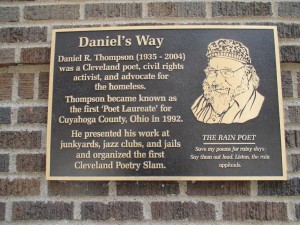 Daniel's Way
Daniel R. Thompson (1935 - 2004)
was a Cleveland poet, civil rights
activist, and advocate for
the homeless.
Thompson became known as
the first 'Poet Laureate' for
Cuyahoga County, Ohio in 1992.
He presented his work at
junkyards, jazz clubs, and jails
and organized the first
Cleveland Poetry Slam.
THE RAIN POET
Save my poems for rainy days:
Say them out loud. Listen, the rain
applauds.